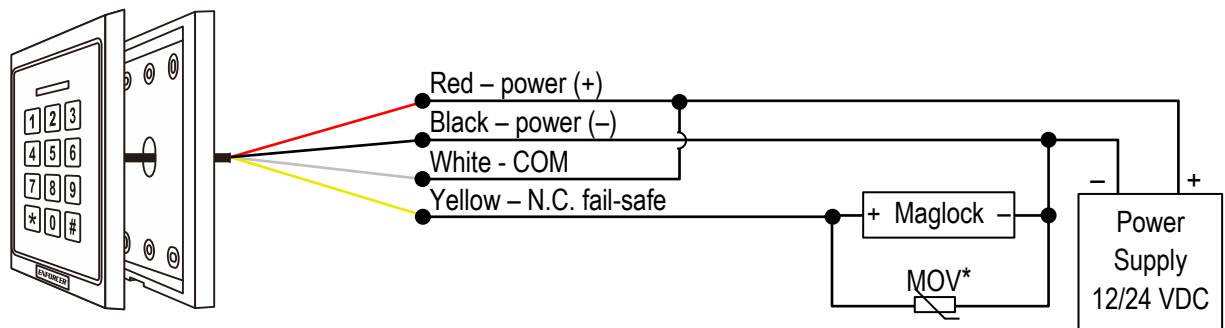 Red – power (+)
Black – power (–)
White - COM
Yellow – N.C. fail-safe
1 2 3
4 5 6
7 8 9
* 0 #
ENFORCER
+ Maglock –
MOV*
– +
Power
Supply
12/24 VDC